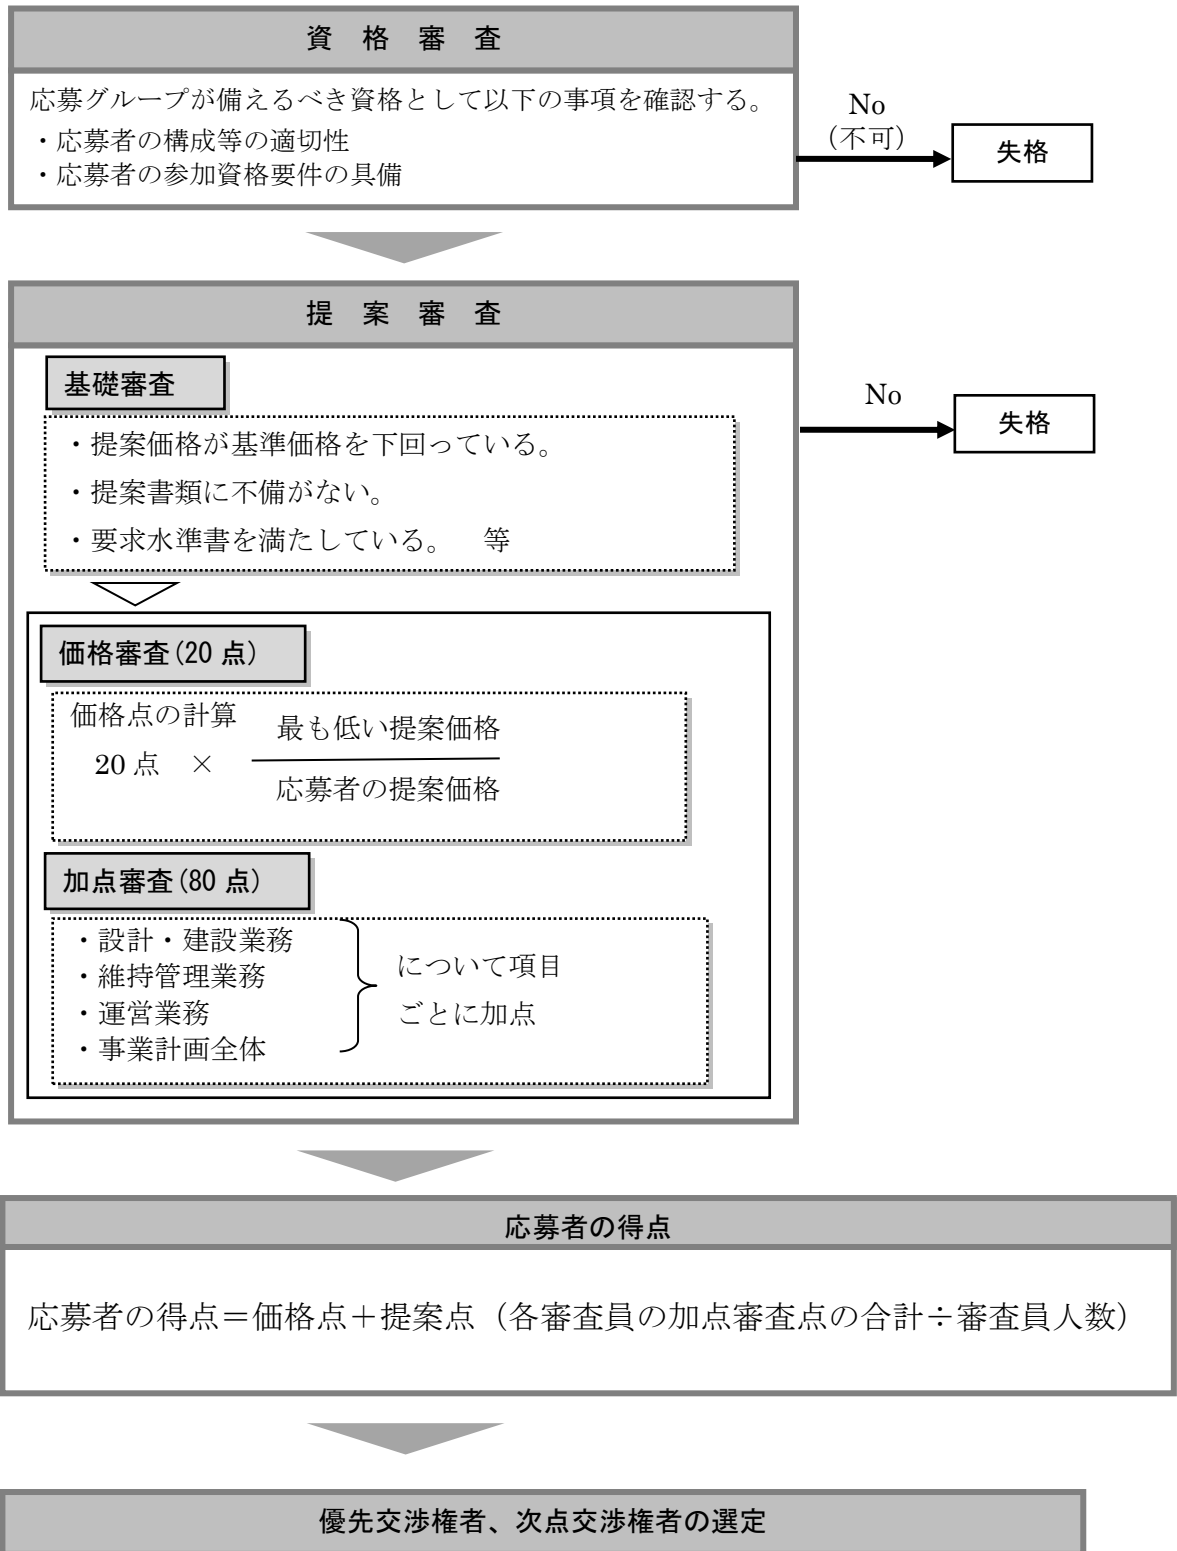 資　格　審　査
応募グループが備えるべき資格として以下の事項を確認する。
・応募者の構成等の適切性
・応募者の参加資格要件の具備
No
（不可）
失格
提　案　審　査
基礎審査
・提案価格が基準価格を下回っている。
・提案書類に不備がない。
・要求水準書を満たしている。　等
No
失格
価格審査(20 点)
価格点の計算
最も低い提案価格
20 点　×
応募者の提案価格
加点審査(80 点)
・設計・建設業務
・維持管理業務
・運営業務
・事業計画全体
について項目
ごとに加点
応募者の得点
応募者の得点＝価格点＋提案点（各審査員の加点審査点の合計÷審査員人数）
優先交渉権者、次点交渉権者の選定